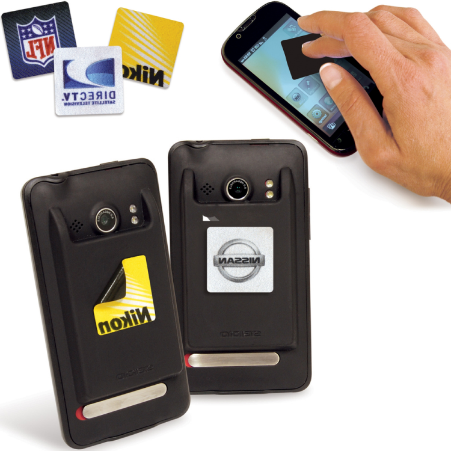 NFL
Nikon
DIRECTV
SATELLITE TELEVISION
NISSAN
Nikon